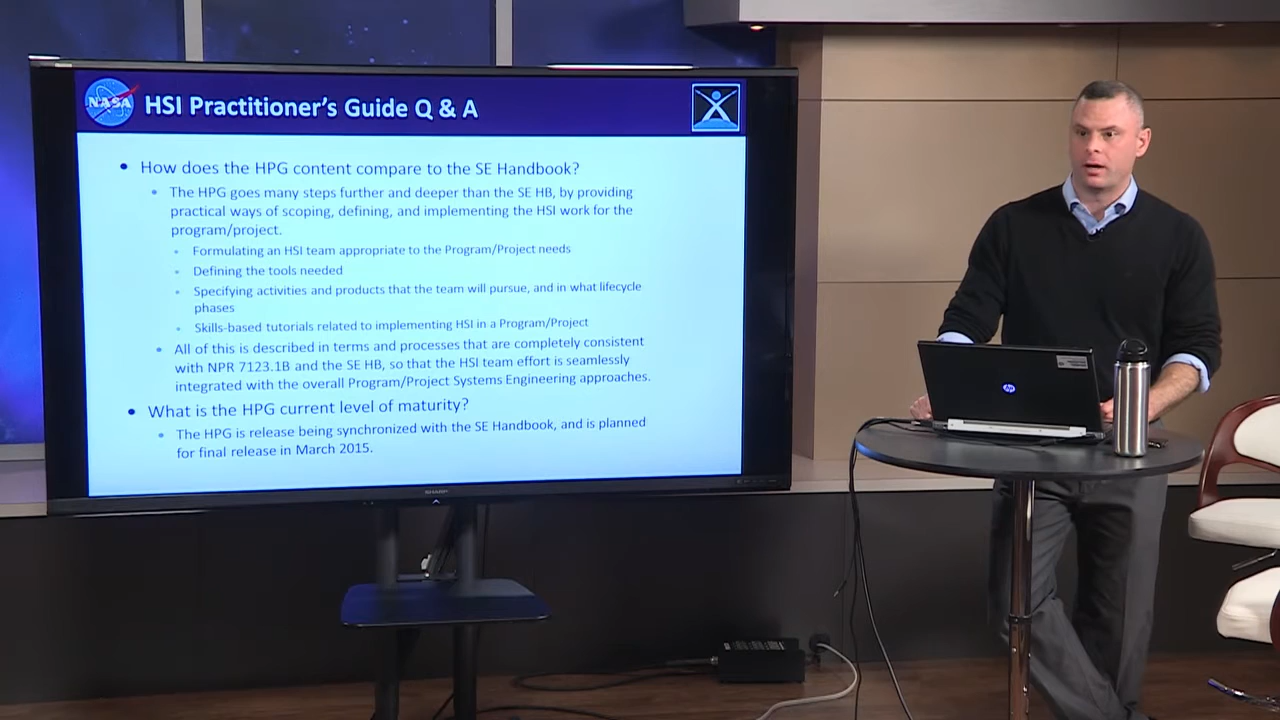 NASA
HSI Practitioner's Guide Q & A
• How does the HPG content compare to the SE Handbook?
• The HPG goes many steps further and deeper than the SE HB, by providing
practical ways of scoping, defining, and implementing the HSI work for the
program/project.
• Formulating an HSI team appropriate to the Program/Project needs
• Defining the tools needed
• Specifying activities and products that the team will pursue, and in what lifecycle
phases
• Skills-based tutorials related to implementing HSI in a Program/Project
• All of this is described in terms and processes that are completely consistent
with NPR 7123.1B and the SE HB, so that the HSI team effort is seamlessly
integrated with the overall Program/Project Systems Engineering approaches.
• What is the HPG current level of maturity?
• The HPG is release being synchronized with the SE Handbook, and is planned
for final release in March 2015.
SHARP
hp